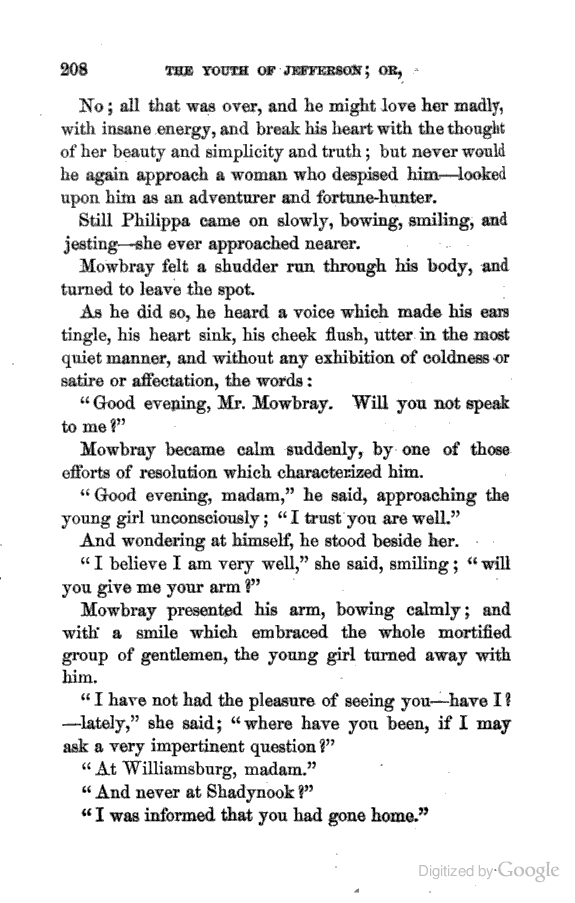 208 THE YOUTH OF JEFFERSON; OR,
No; all that was over, and he might love her madly,
with insane energy, and break his heart with the thought
of her beauty and simplicity and truth; but never would
he again approach a woman who despised him—looked
upon him as an adventurer and fortune-hunter.
Still Philippa came on slowly, bowing, smiling, and
jesting—she ever approached nearer.
Mowbray felt a shudder run through his body, and
turned to leave the spot.
As he did so, he heard a voice which made his ears
tingle, his heart sink, his cheek flush, utter in the most
quiet manner, and without any exhibition of coldness or
satire or affectation, the words:
"Good evening, Mr. Mowbray. Will you not speak
to me?"
Mowbray became calm suddenly, by one of those
efforts of resolution which characterized him.
"Good evening, madam," he said, approaching the
young girl unconsciously; "I trust you are well."
And wondering at himself, he stood beside her.
"I believe I am very well," she said, smiling; "will
you give me your arm?"
Mowbray presented his arm, bowing calmly; and
with a smile which embraced the whole mortified
group of gentlemen, the young girl turned away with
him.
"I have not had the pleasure of seeing you—have I?
—lately," she said; "where have you been, if I may
ask a very impertinent question?"
"At Williamsburg, madam."
"And never at Shadynook?"
"I was informed that you had gone home."
Digitized by Google